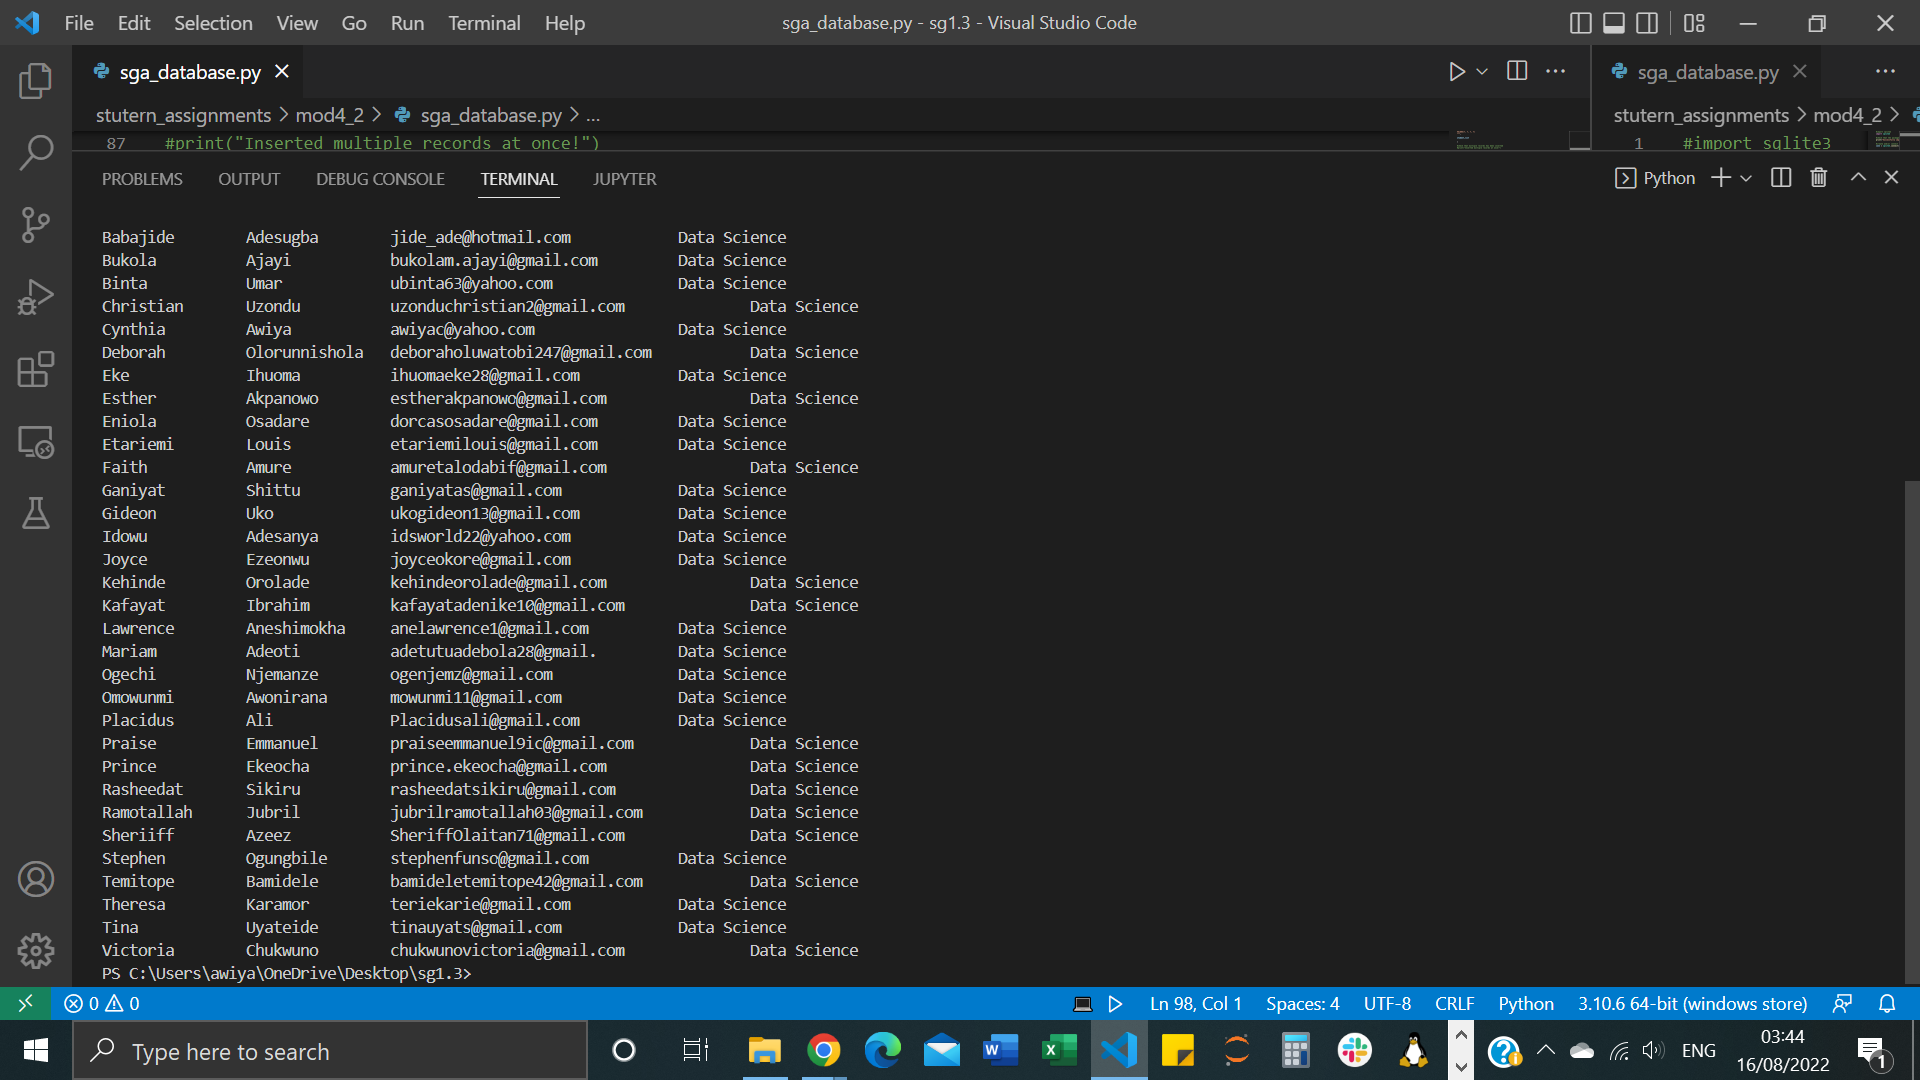 File Edit Selection View Go Run Terminal Help sga_database.py - sg1.3 - Visual Studio Code
sga_database.py sga_database.py
stutern_assignments > mod4_2 > sga_database.py > ... stutern_assignments > mod4_2 >
87 #print("Inserted multiple records at once!") 1 #import sqlite3
PROBLEMS OUTPUT DEBUG CONSOLE TERMINAL JUPYTER Python
Babajide Adesugba jide_ade@hotmail.com Data Science
Bukola Ajayi bukolam.ajayi@gmail.com Data Science
Binta Umar ubinta63@yahoo.com Data Science
Christian Uzondu uzonduchristian2@gmail.com Data Science
Cynthia Awiya awiyac@yahoo.com Data Science
Deborah Olorunnishola deboraholuwatobi247@gmail.com Data Science
Eke Ihuoma ihuomaeke28@gmail.com Data Science
Esther Akpanowo estherakpanowo@gmail.com Data Science
Eniola Osadare dorcasosadare@gmail.com Data Science
Etariemi Louis etariemilouis@gmail.com Data Science
Faith Amure amuretalodabif@gmail.com Data Science
Ganiyat Shittu ganiyatas@gmail.com Data Science
Gideon Uko ukogideon13@gmail.com Data Science
Idowu Adesanya idsworld22@yahoo.com Data Science
Joyce Ezeonwu joyceokore@gmail.com Data Science
Kehinde Orolade kehindeorolade@gmail.com Data Science
Kafayat Ibrahim kafayatadenike10@gmail.com Data Science
Lawrence Aneshimokha anelawrence1@gmail.com Data Science
Mariam Adeoti adetutuadebola28@gmail. Data Science
Ogechi Njemanze ogenjemz@gmail.com Data Science
Omowunmi Awonirana mowunmi11@gmail.com Data Science
Placidus Ali Placidusali@gmail.com Data Science
Praise Emmanuel praiseemmanuel9ic@gmail.com Data Science
Prince Ekeocha prince.ekeocha@gmail.com Data Science
Rasheedat Sikiru rasheedatsikiru@gmail.com Data Science
Ramotallah Jubril jubrilramotallah03@gmail.com Data Science
Sheriiff Azeez SheriffOlaitan71@gmail.com Data Science
Stephen Ogungbile stephenfunso@gmail.com Data Science
Temitope Bamidele bamideletemitope42@gmail.com Data Science
Theresa Karamor teriekarie@gmail.com Data Science
Tina Uyateide tinauyats@gmail.com Data Science
Victoria Chukwuno chukwunovictoria@gmail.com Data Science
PS C:\Users\awiya\OneDrive\Desktop\sg1.3>
0 0 Ln 98, Col 1 Spaces: 4 UTF-8 CRLF Python 3.10.6 64-bit (windows store)
Type here to search ENG 03:44
16/08/2022 1